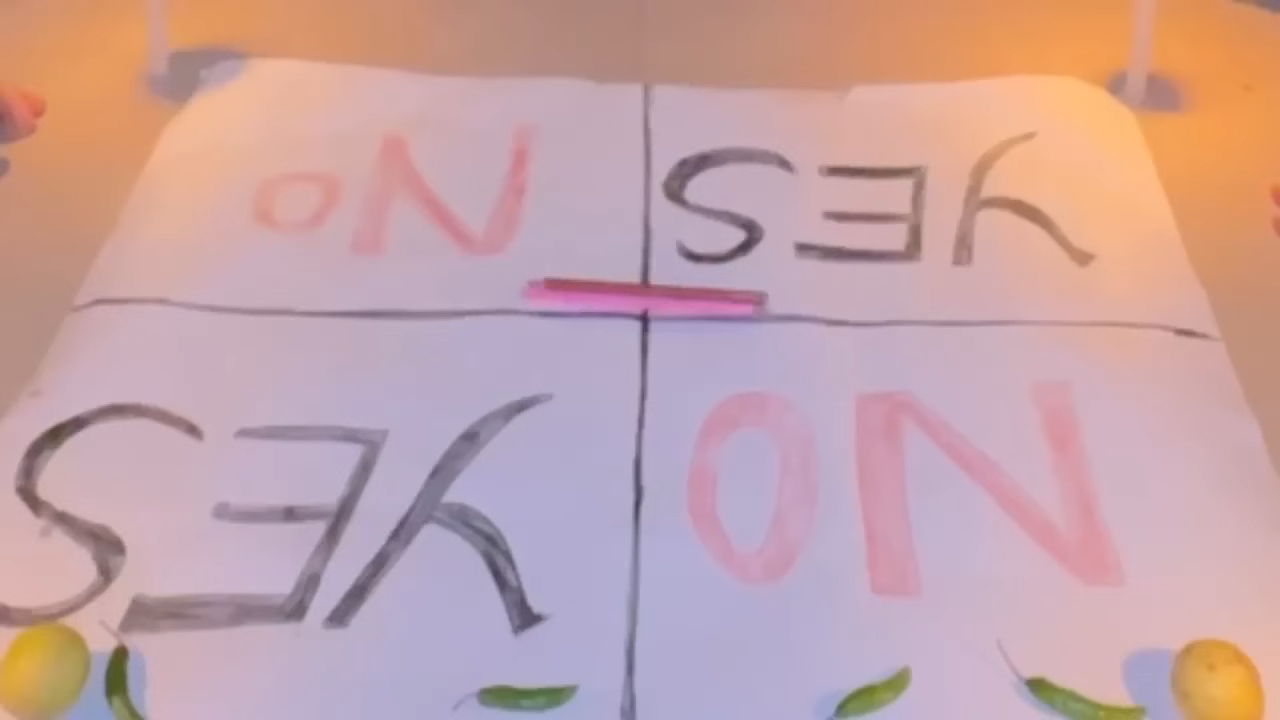 NO YES
YES NO